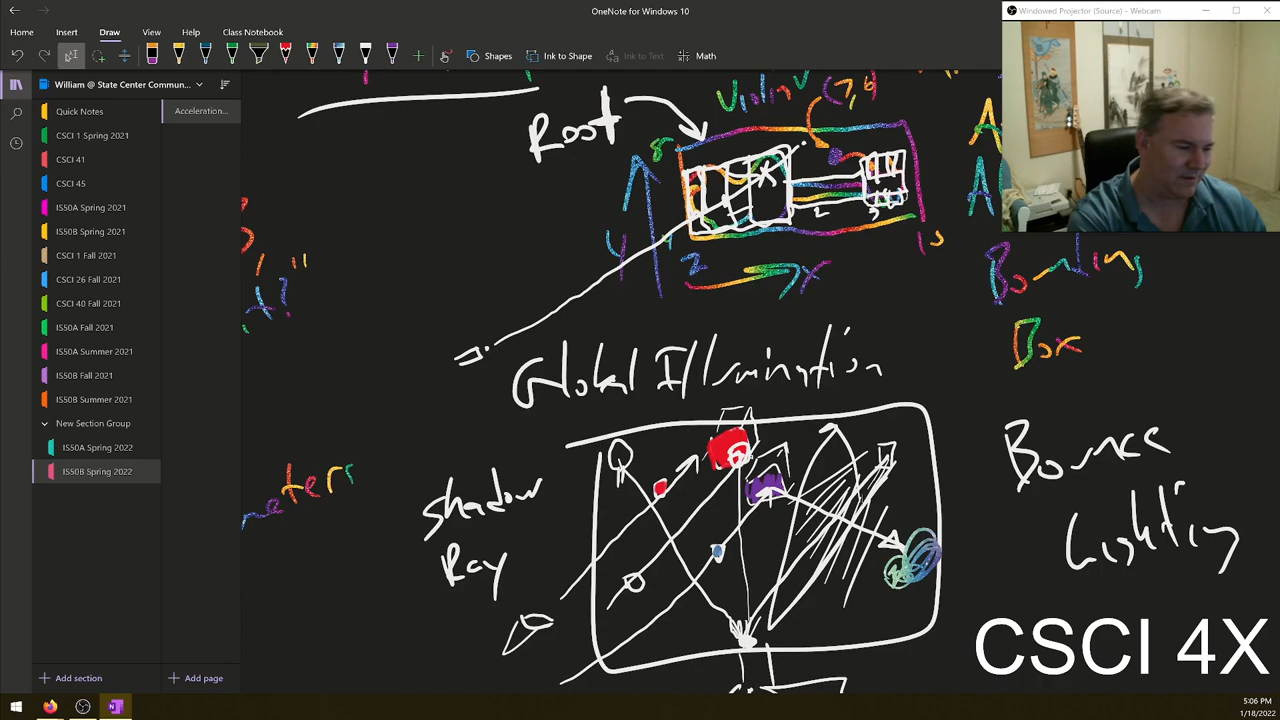 OneNote for Windows 10
Windowed Projector (Source) - Webcam
Home
Insert
Draw
View
Help
Class Notebook
Shapes
Ink to Shape
Ink to Text
Math
William @ State Center Commun...
Quick Notes
CSCI 1 Spring 2021
CSCI 41
CSCI 45
IS50A Spring 2021
IS50B Spring 2021
CSCI 1 Fall 2021
CSCI 26 Fall 2021
CSCI 40 Fall 2021
IS50A Fall 2021
IS50A Summer 2021
IS50B Fall 2021
IS50B Summer 2021
New Section Group
IS50A Spring 2022
IS50B Spring 2022
Add section
Acceleration...
Add page
Root
8
4
2
X
Bounding
Box
Global Illumination
Bounce
Lighting
Shadow
Ray
meters
CSCI 4X
5:06 PM
1/18/2022